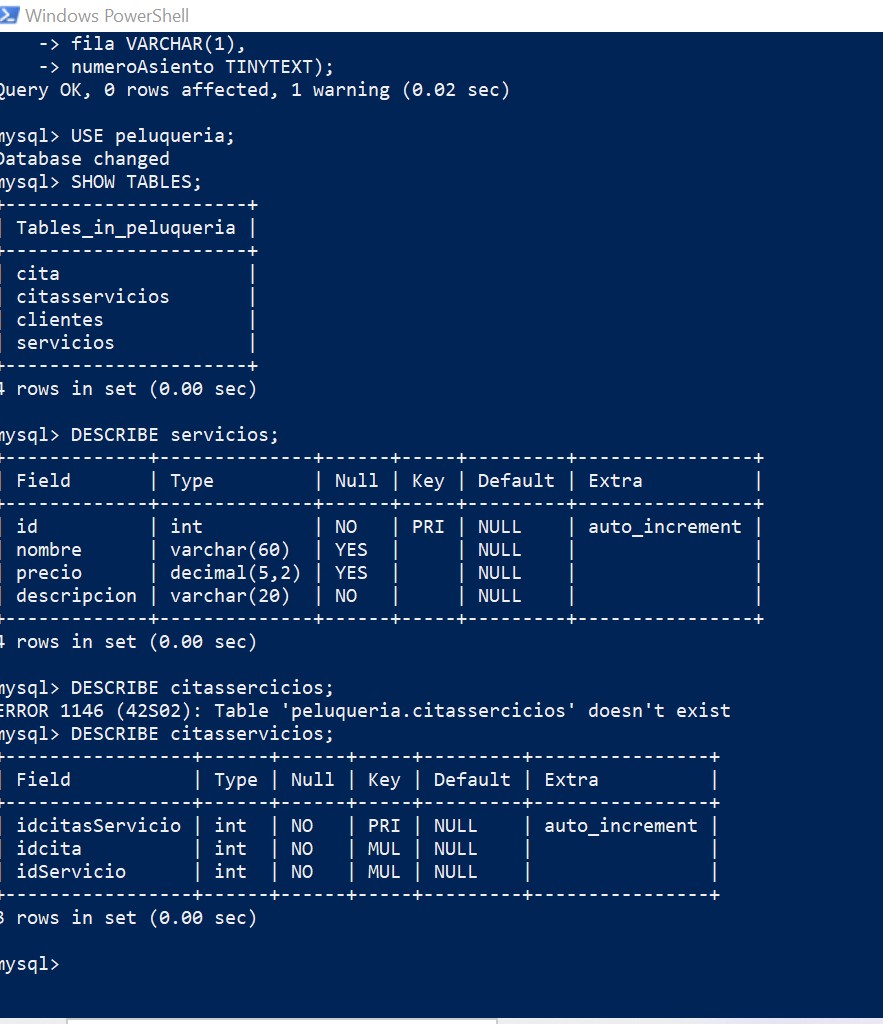 Windows PowerShell
    -> fila VARCHAR(1),
    -> numeroAsiento TINYTEXT);
Query OK, 0 rows affected, 1 warning (0.02 sec)
mysql> USE peluqueria;
Database changed
mysql> SHOW TABLES;
+----------------------+
| Tables_in_peluqueria |
+----------------------+
| cita                 |
| citasservicios       |
| clientes             |
| servicios            |
+----------------------+
4 rows in set (0.00 sec)
mysql> DESCRIBE servicios;
+-------------+--------------+------+-----+---------+----------------+
| Field       | Type         | Null | Key | Default | Extra          |
+-------------+--------------+------+-----+---------+----------------+
| id          | int          | NO   | PRI | NULL    | auto_increment |
| nombre      | varchar(60)  | YES  |     | NULL    |                |
| precio      | decimal(5,2) | YES  |     | NULL    |                |
| descripcion | varchar(20)  | NO   |     | NULL    |                |
+-------------+--------------+------+-----+---------+----------------+
4 rows in set (0.00 sec)
mysql> DESCRIBE citassercicios;
ERROR 1146 (42S02): Table 'peluqueria.citassercicios' doesn't exist
mysql> DESCRIBE citasservicios;
+-----------------+------+------+-----+---------+----------------+
| Field           | Type | Null | Key | Default | Extra          |
+-----------------+------+------+-----+---------+----------------+
| idcitasServicio | int  | NO   | PRI | NULL    | auto_increment |
| idcita          | int  | NO   | MUL | NULL    |                |
| idServicio      | int  | NO   | MUL | NULL    |                |
+-----------------+------+------+-----+---------+----------------+
3 rows in set (0.00 sec)
mysql>